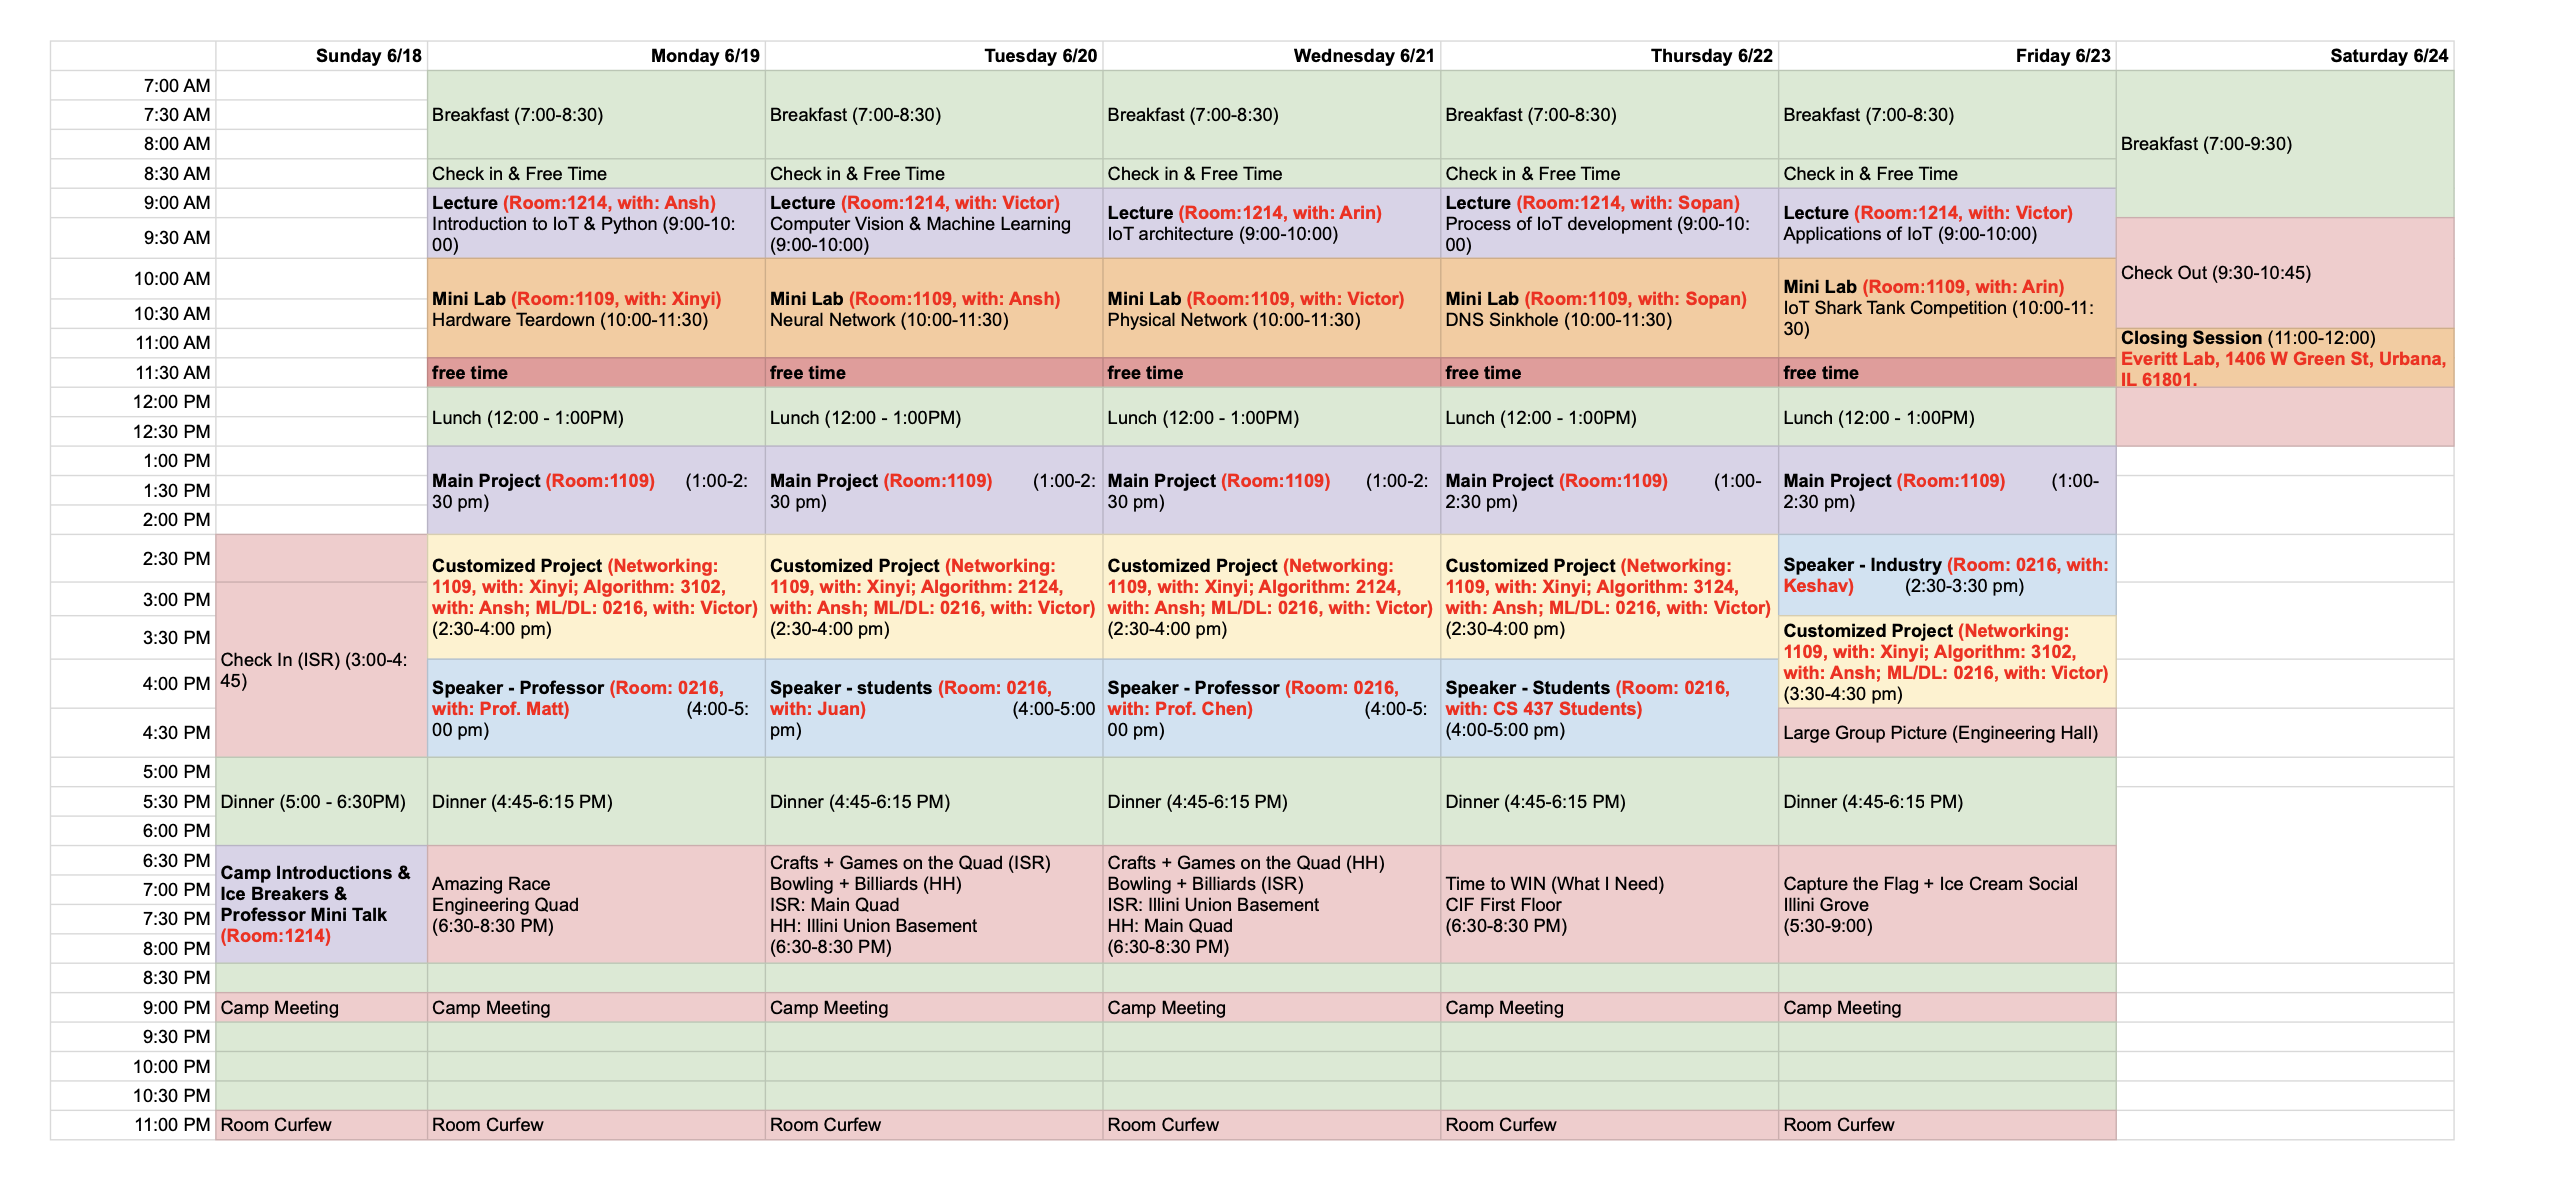 Sunday 6/18 Monday 6/19 Tuesday 6/20 Wednesday 6/21 Thursday 6/22 Friday 6/23 Saturday 6/24
7:00 AM
7:30 AM
8:00 AM
Breakfast (7:00-8:30)
Breakfast (7:00-8:30)
Breakfast (7:00-8:30)
Breakfast (7:00-8:30)
Breakfast (7:00-8:30)
Breakfast (7:00-9:30)
8:30 AM
Check in & Free Time
Check in & Free Time
Check in & Free Time
Check in & Free Time
Check in & Free Time
9:00 AM
9:30 AM
Lecture (Room:1214, with: Ansh)
Introduction to IoT & Python (9:00-10:
00)
Lecture (Room:1214, with: Victor)
Computer Vision & Machine Learning
(9:00-10:00)
Lecture (Room:1214, with: Arin)
IoT architecture (9:00-10:00)
Lecture (Room:1214, with: Sopan)
Process of IoT development (9:00-10:
00)
Lecture (Room:1214, with: Victor)
Applications of IoT (9:00-10:00)
Check Out (9:30-10:45)
10:00 AM
10:30 AM
11:00 AM
Mini Lab (Room:1109, with: Xinyi)
Hardware Teardown (10:00-11:30)
Mini Lab (Room:1109, with: Ansh)
Neural Network (10:00-11:30)
Mini Lab (Room:1109, with: Victor)
Physical Network (10:00-11:30)
Mini Lab (Room:1109, with: Sopan)
DNS Sinkhole (10:00-11:30)
Mini Lab (Room:1109, with: Arin)
IoT Shark Tank Competition (10:00-11:
30)
Closing Session (11:00-12:00)
Everitt Lab, 1406 W Green St, Urbana,
IL 61801.
11:30 AM
free time
free time
free time
free time
free time
12:00 PM
12:30 PM
Lunch (12:00 - 1:00PM)
Lunch (12:00 - 1:00PM)
Lunch (12:00 - 1:00PM)
Lunch (12:00 - 1:00PM)
Lunch (12:00 - 1:00PM)
1:00 PM
1:30 PM
2:00 PM
Main Project (Room:1109) (1:00-2:
30 pm)
Main Project (Room:1109) (1:00-2:
30 pm)
Main Project (Room:1109) (1:00-2:
30 pm)
Main Project (Room:1109) (1:00-
2:30 pm)
Main Project (Room:1109) (1:00-
2:30 pm)
2:30 PM
3:00 PM
3:30 PM
4:00 PM
4:30 PM
Check In (ISR) (3:00-4:
45)
Customized Project (Networking:
1109, with: Xinyi; Algorithm: 3102,
with: Ansh; ML/DL: 0216, with: Victor)
(2:30-4:00 pm)
Customized Project (Networking:
1109, with: Xinyi; Algorithm: 2124,
with: Ansh; ML/DL: 0216, with: Victor)
(2:30-4:00 pm)
Customized Project (Networking:
1109, with: Xinyi; Algorithm: 2124,
with: Ansh; ML/DL: 0216, with: Victor)
(2:30-4:00 pm)
Customized Project (Networking:
1109, with: Xinyi; Algorithm: 3124,
with: Ansh; ML/DL: 0216, with: Victor)
(2:30-4:00 pm)
Speaker - Industry (Room: 0216, with:
Keshav) (2:30-3:30 pm)
Customized Project (Networking:
1109, with: Xinyi; Algorithm: 3102,
with: Ansh; ML/DL: 0216, with: Victor)
(3:30-4:30 pm)
Speaker - Professor (Room: 0216,
with: Prof. Matt) (4:00-5:
00 pm)
Speaker - students (Room: 0216,
with: Juan) (4:00-5:00
pm)
Speaker - Professor (Room: 0216,
with: Prof. Chen) (4:00-5:
00 pm)
Speaker - Students (Room: 0216,
with: CS 437 Students)
(4:00-5:00 pm)
Large Group Picture (Engineering Hall)
5:00 PM
5:30 PM
6:00 PM
Dinner (5:00 - 6:30PM)
Dinner (4:45-6:15 PM)
Dinner (4:45-6:15 PM)
Dinner (4:45-6:15 PM)
Dinner (4:45-6:15 PM)
Dinner (4:45-6:15 PM)
6:30 PM
7:00 PM
7:30 PM
8:00 PM
Camp Introductions &
Ice Breakers &
Professor Mini Talk
(Room:1214)
Amazing Race
Engineering Quad
(6:30-8:30 PM)
Crafts + Games on the Quad (ISR)
Bowling + Billiards (HH)
ISR: Main Quad
HH: Illini Union Basement
(6:30-8:30 PM)
Crafts + Games on the Quad (HH)
Bowling + Billiards (ISR)
ISR: Illini Union Basement
HH: Main Quad
(6:30-8:30 PM)
Time to WIN (What I Need)
CIF First Floor
(6:30-8:30 PM)
Capture the Flag + Ice Cream Social
Illini Grove
(5:30-9:00)
8:30 PM
9:00 PM
Camp Meeting
Camp Meeting
Camp Meeting
Camp Meeting
Camp Meeting
Camp Meeting
9:30 PM
10:00 PM
10:30 PM
11:00 PM
Room Curfew
Room Curfew
Room Curfew
Room Curfew
Room Curfew
Room Curfew